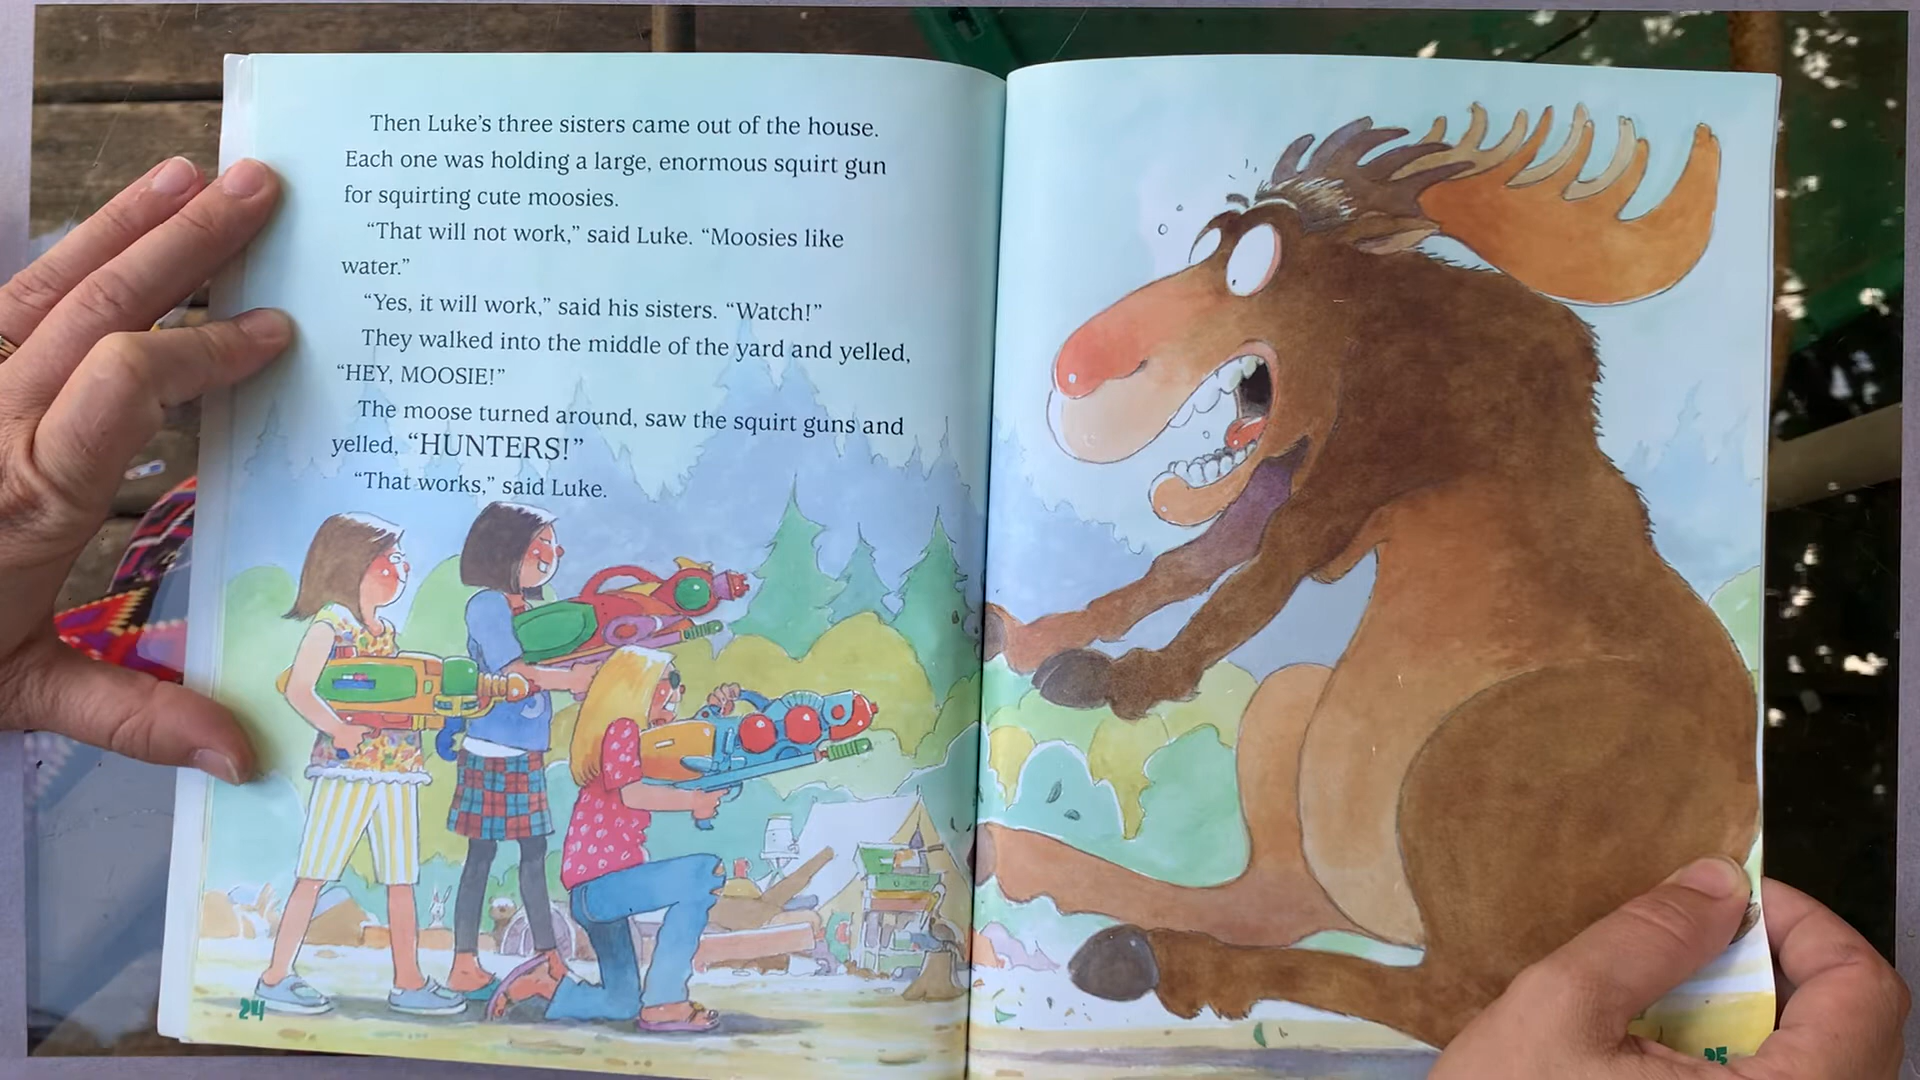 Then Luke's three sisters came out of the house.
Each one was holding a large, enormous squirt gun
for squirting cute moosies.
“That will not work,” said Luke. “Moosies like
water.”
“Yes, it will work,” said his sisters. “Watch!”
They walked into the middle of the yard and yelled,
“HEY, MOOSIE!”
The moose turned around, saw the squirt guns and
yelled, “HUNTERS!”
“That works,” said Luke.
24
25